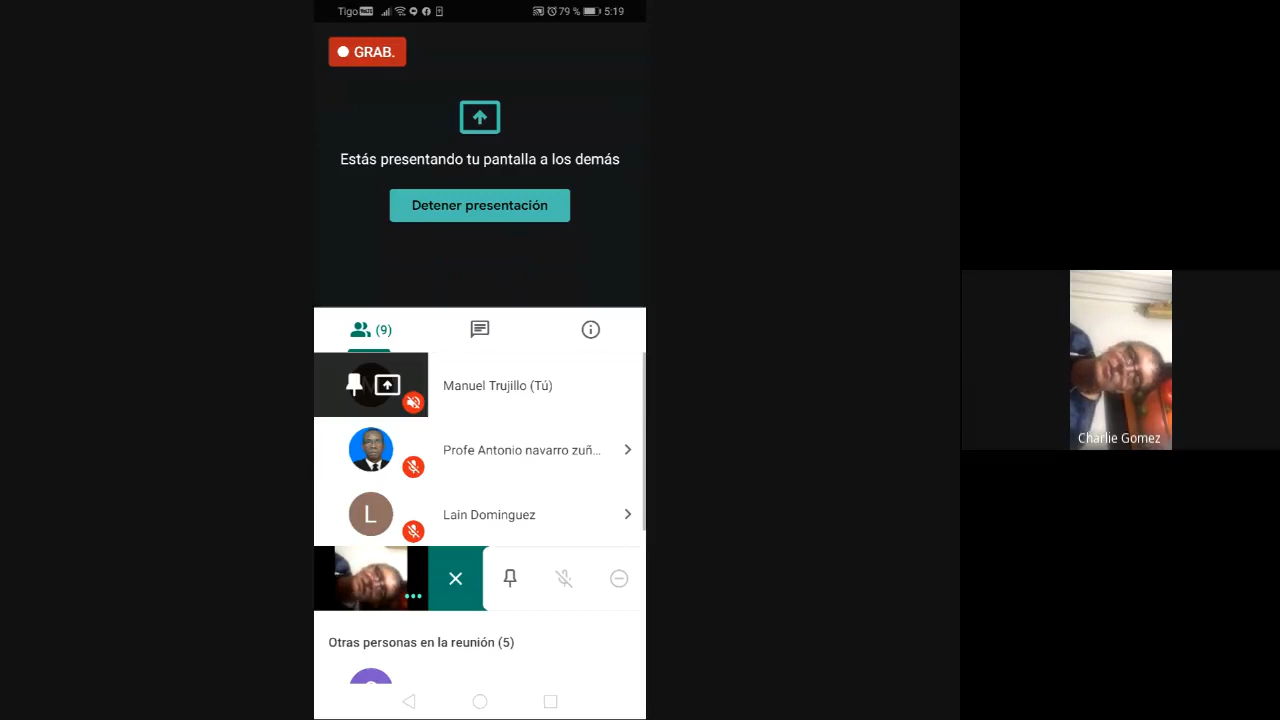 Tigo 79 % 5:19
GRAB.
Estás presentando tu pantalla a los demás
Detener presentación
(9)
Manuel Trujillo (Tú)
Profe Antonio navarro zuñ...
L
Lain Dominguez
Otras personas en la reunión (5)
Charlie Gomez